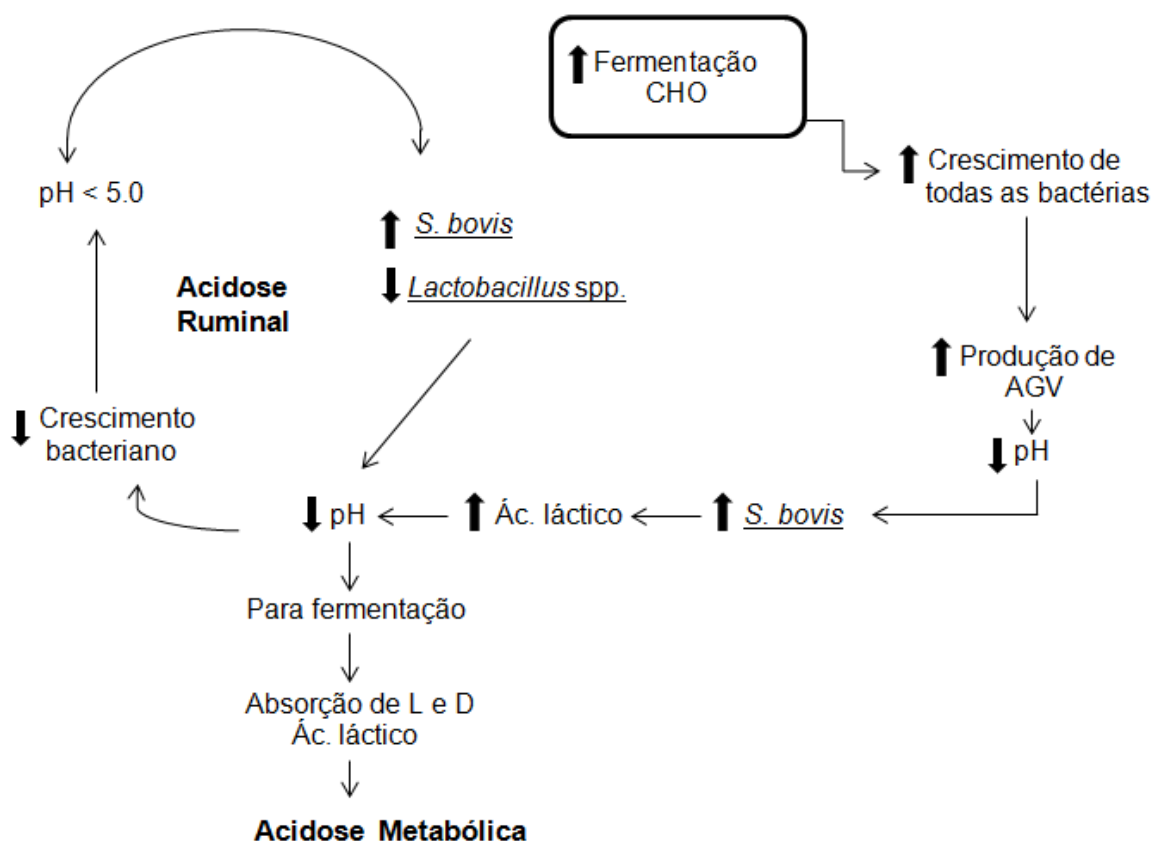 Fermentação
CHO
Crescimento de
todas as bactérias
Produção de
AGV
pH
S. bovis
Ác. láctico
pH
Crescimento
bacteriano
pH < 5.0
S. bovis
Lactobacillus spp.
Acidose
Ruminal
Para fermentação
Absorção de L e D
Ác. láctico
Acidose Metabólica